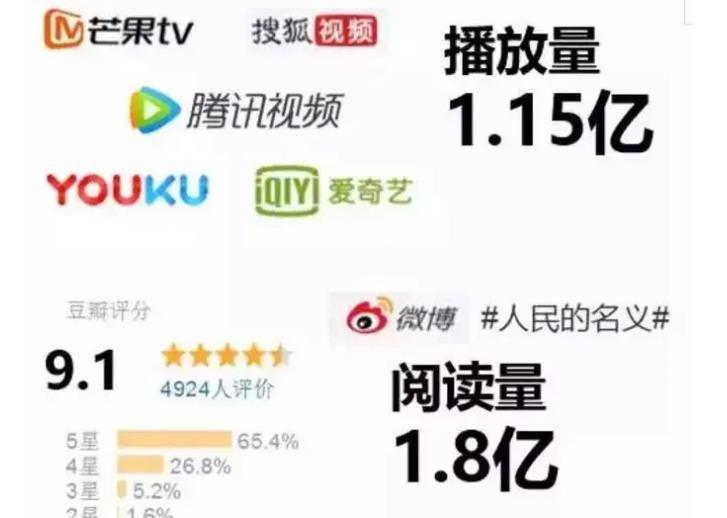 芒果tv
搜狐视频
播放量
1.15亿
腾讯视频
YOUKU
iQIYI 爱奇艺
豆瓣评分
9.1
4924人评价
5星 65.4%
4星 26.8%
3星 5.2%
2星 1.6%
微博 #人民的名义#
阅读量
1.8亿